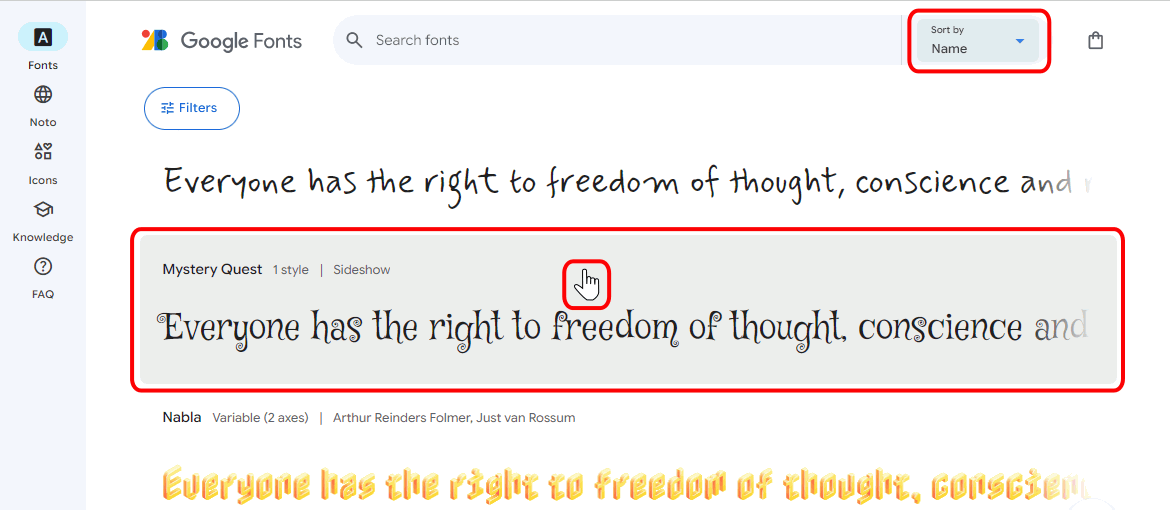 A
Fonts
Noto
Icons
Knowledge
FAQ
Google Fonts
Search fonts
Sort by
Name
Filters
Everyone has the right to freedom of thought, conscience and
Mystery Quest 1 style | Sideshow
Everyone has the right to freedom of thought, conscience and
Nabla Variable (2 axes) | Arthur Reinders Folmer, Just van Rossum
Everyone has the right to freedom of thought, conscien